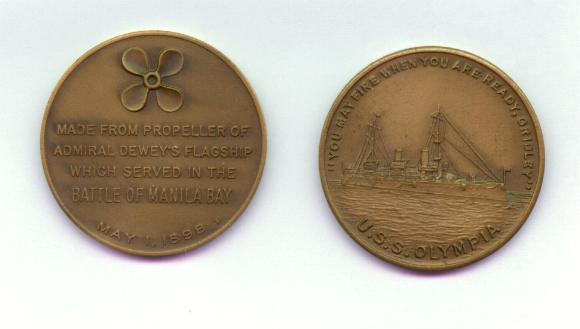 MADE FROM PROPELLER OF
ADMIRAL DEWEY'S FLAGSHIP
WHICH SERVED IN THE
BATTLE OF MANILA BAY
MAY 1, 1898
"YOU MAY FIRE WHEN YOU ARE READY, GRIDLEY"
U.S.S. OLYMPIA